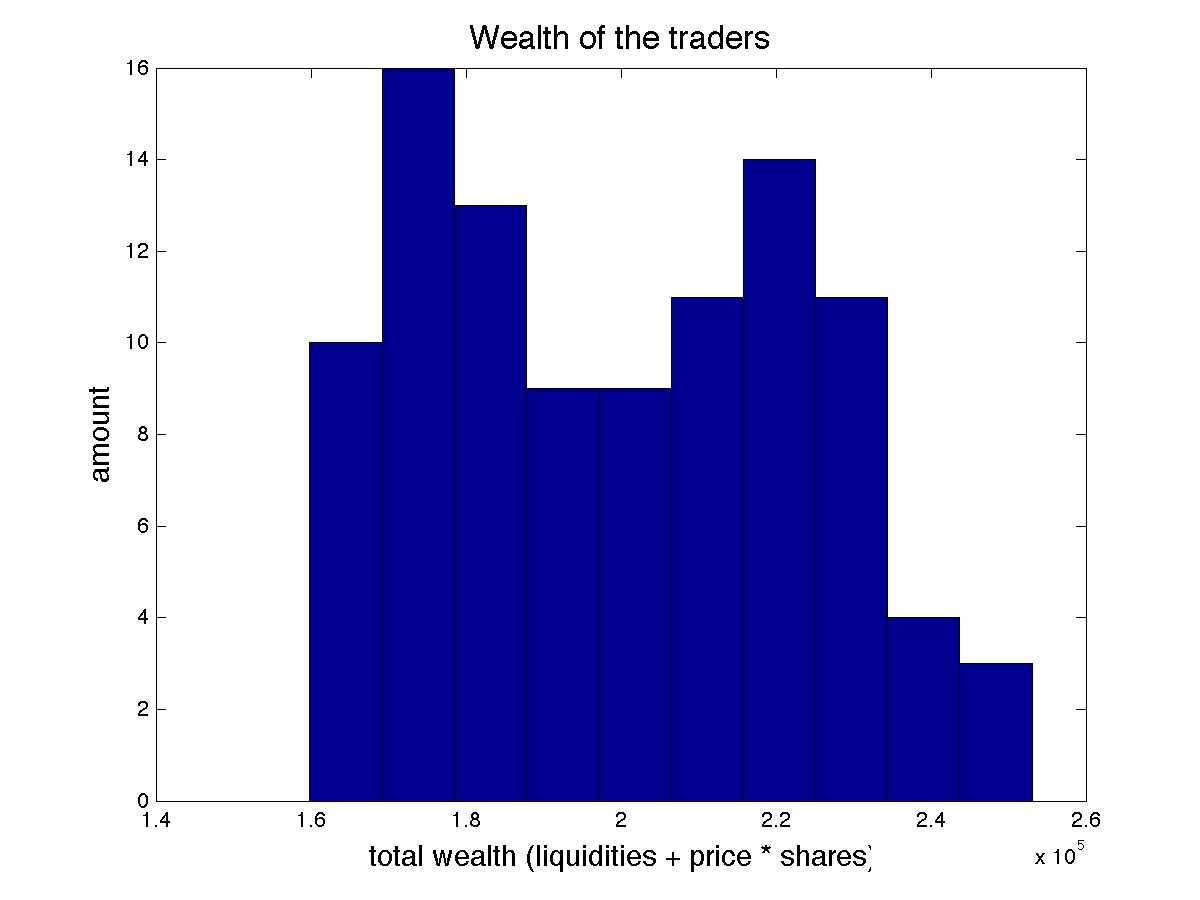 Wealth of the traders
16
14
12
10
8
6
4
2
0
amount
1.4 1.6 1.8 2 2.2 2.4 2.6
x 10^5
total wealth (liquidities + price * shares)